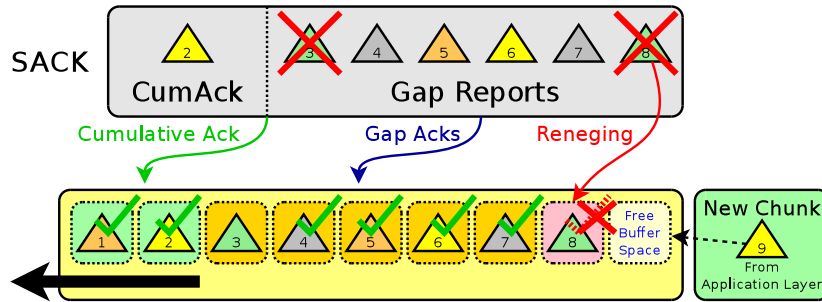 SACK
2 3 4 5 6 7 8
CumAck Gap Reports
Cumulative Ack Gap Acks Reneging
New Chunk
1 2 3 4 5 6 7 8
Free
Buffer
Space
9
From
Application Layer